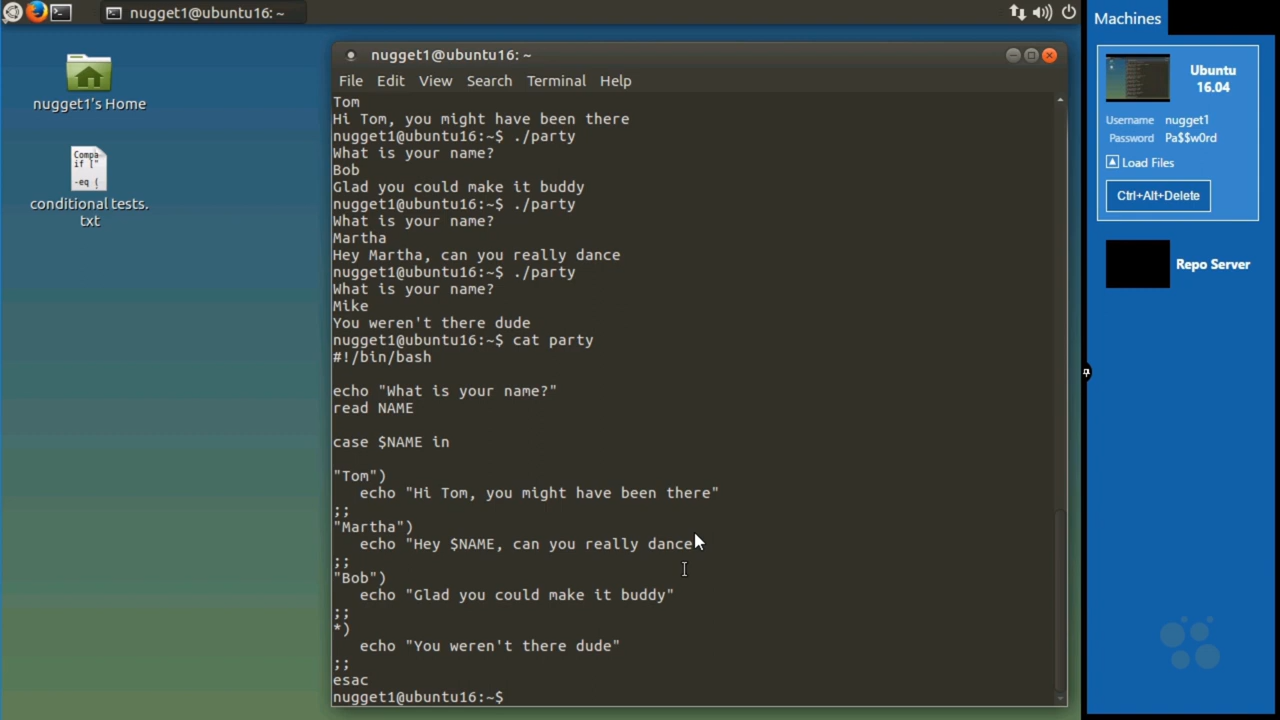 nugget1@ubuntu16: ~
nugget1's Home
Compa
if ["
-eq (
conditional tests.
txt
nugget1@ubuntu16: ~
File Edit View Search Terminal Help
Tom
Hi Tom, you might have been there
nugget1@ubuntu16:~$ ./party
What is your name?
Bob
Glad you could make it buddy
nugget1@ubuntu16:~$ ./party
What is your name?
Martha
Hey Martha, can you really dance
nugget1@ubuntu16:~$ ./party
What is your name?
Mike
You weren't there dude
nugget1@ubuntu16:~$ cat party
#!/bin/bash
echo "What is your name?"
read NAME
case $NAME in
"Tom")
echo "Hi Tom, you might have been there"
;;
"Martha")
echo "Hey $NAME, can you really dance
;;
"Bob")
echo "Glad you could make it buddy"
;;
*)
echo "You weren't there dude"
;;
esac
nugget1@ubuntu16:~$
Machines
Ubuntu
16.04
Username nugget1
Password Pa$$w0rd
Load Files
Ctrl+Alt+Delete
Repo Server